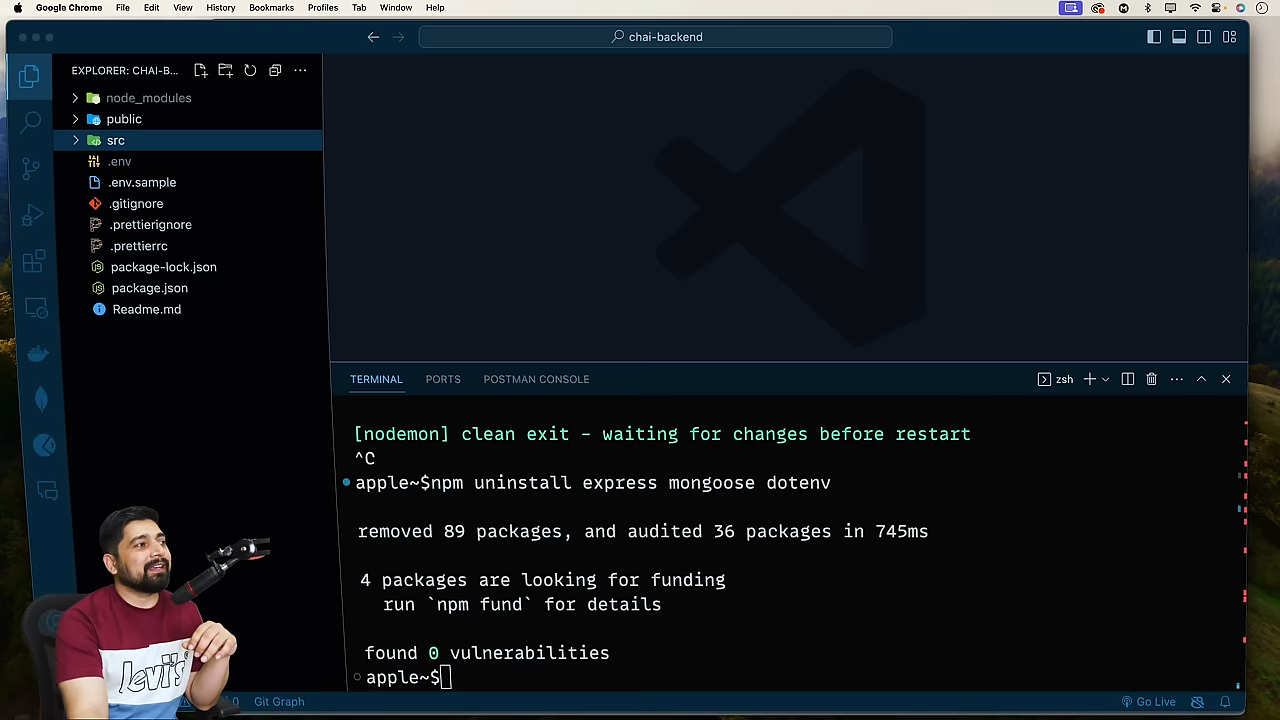 Google Chrome File Edit View History Bookmarks Profiles Tab Window Help
chai-backend
EXPLORER: CHAI-B...
node_modules
public
src
.env
.env.sample
.gitignore
.prettierignore
.prettierrc
package-lock.json
package.json
Readme.md
TERMINAL PORTS POSTMAN CONSOLE
zsh
[nodemon] clean exit - waiting for changes before restart
^C
apple~$npm uninstall express mongoose dotenv
removed 89 packages, and audited 36 packages in 745ms
4 packages are looking for funding
run `npm fund` for details
found 0 vulnerabilities
apple~$
Levi's
0 Git Graph
Go Live